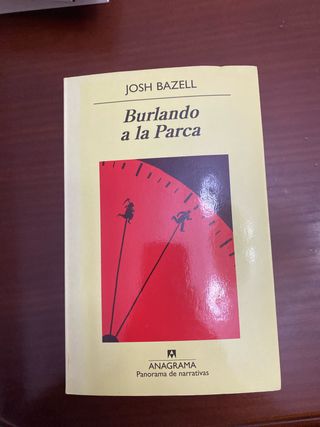 JOSH BAZELL
Burlando
a la Parca
ANAGRAMA
Panorama de narrativas